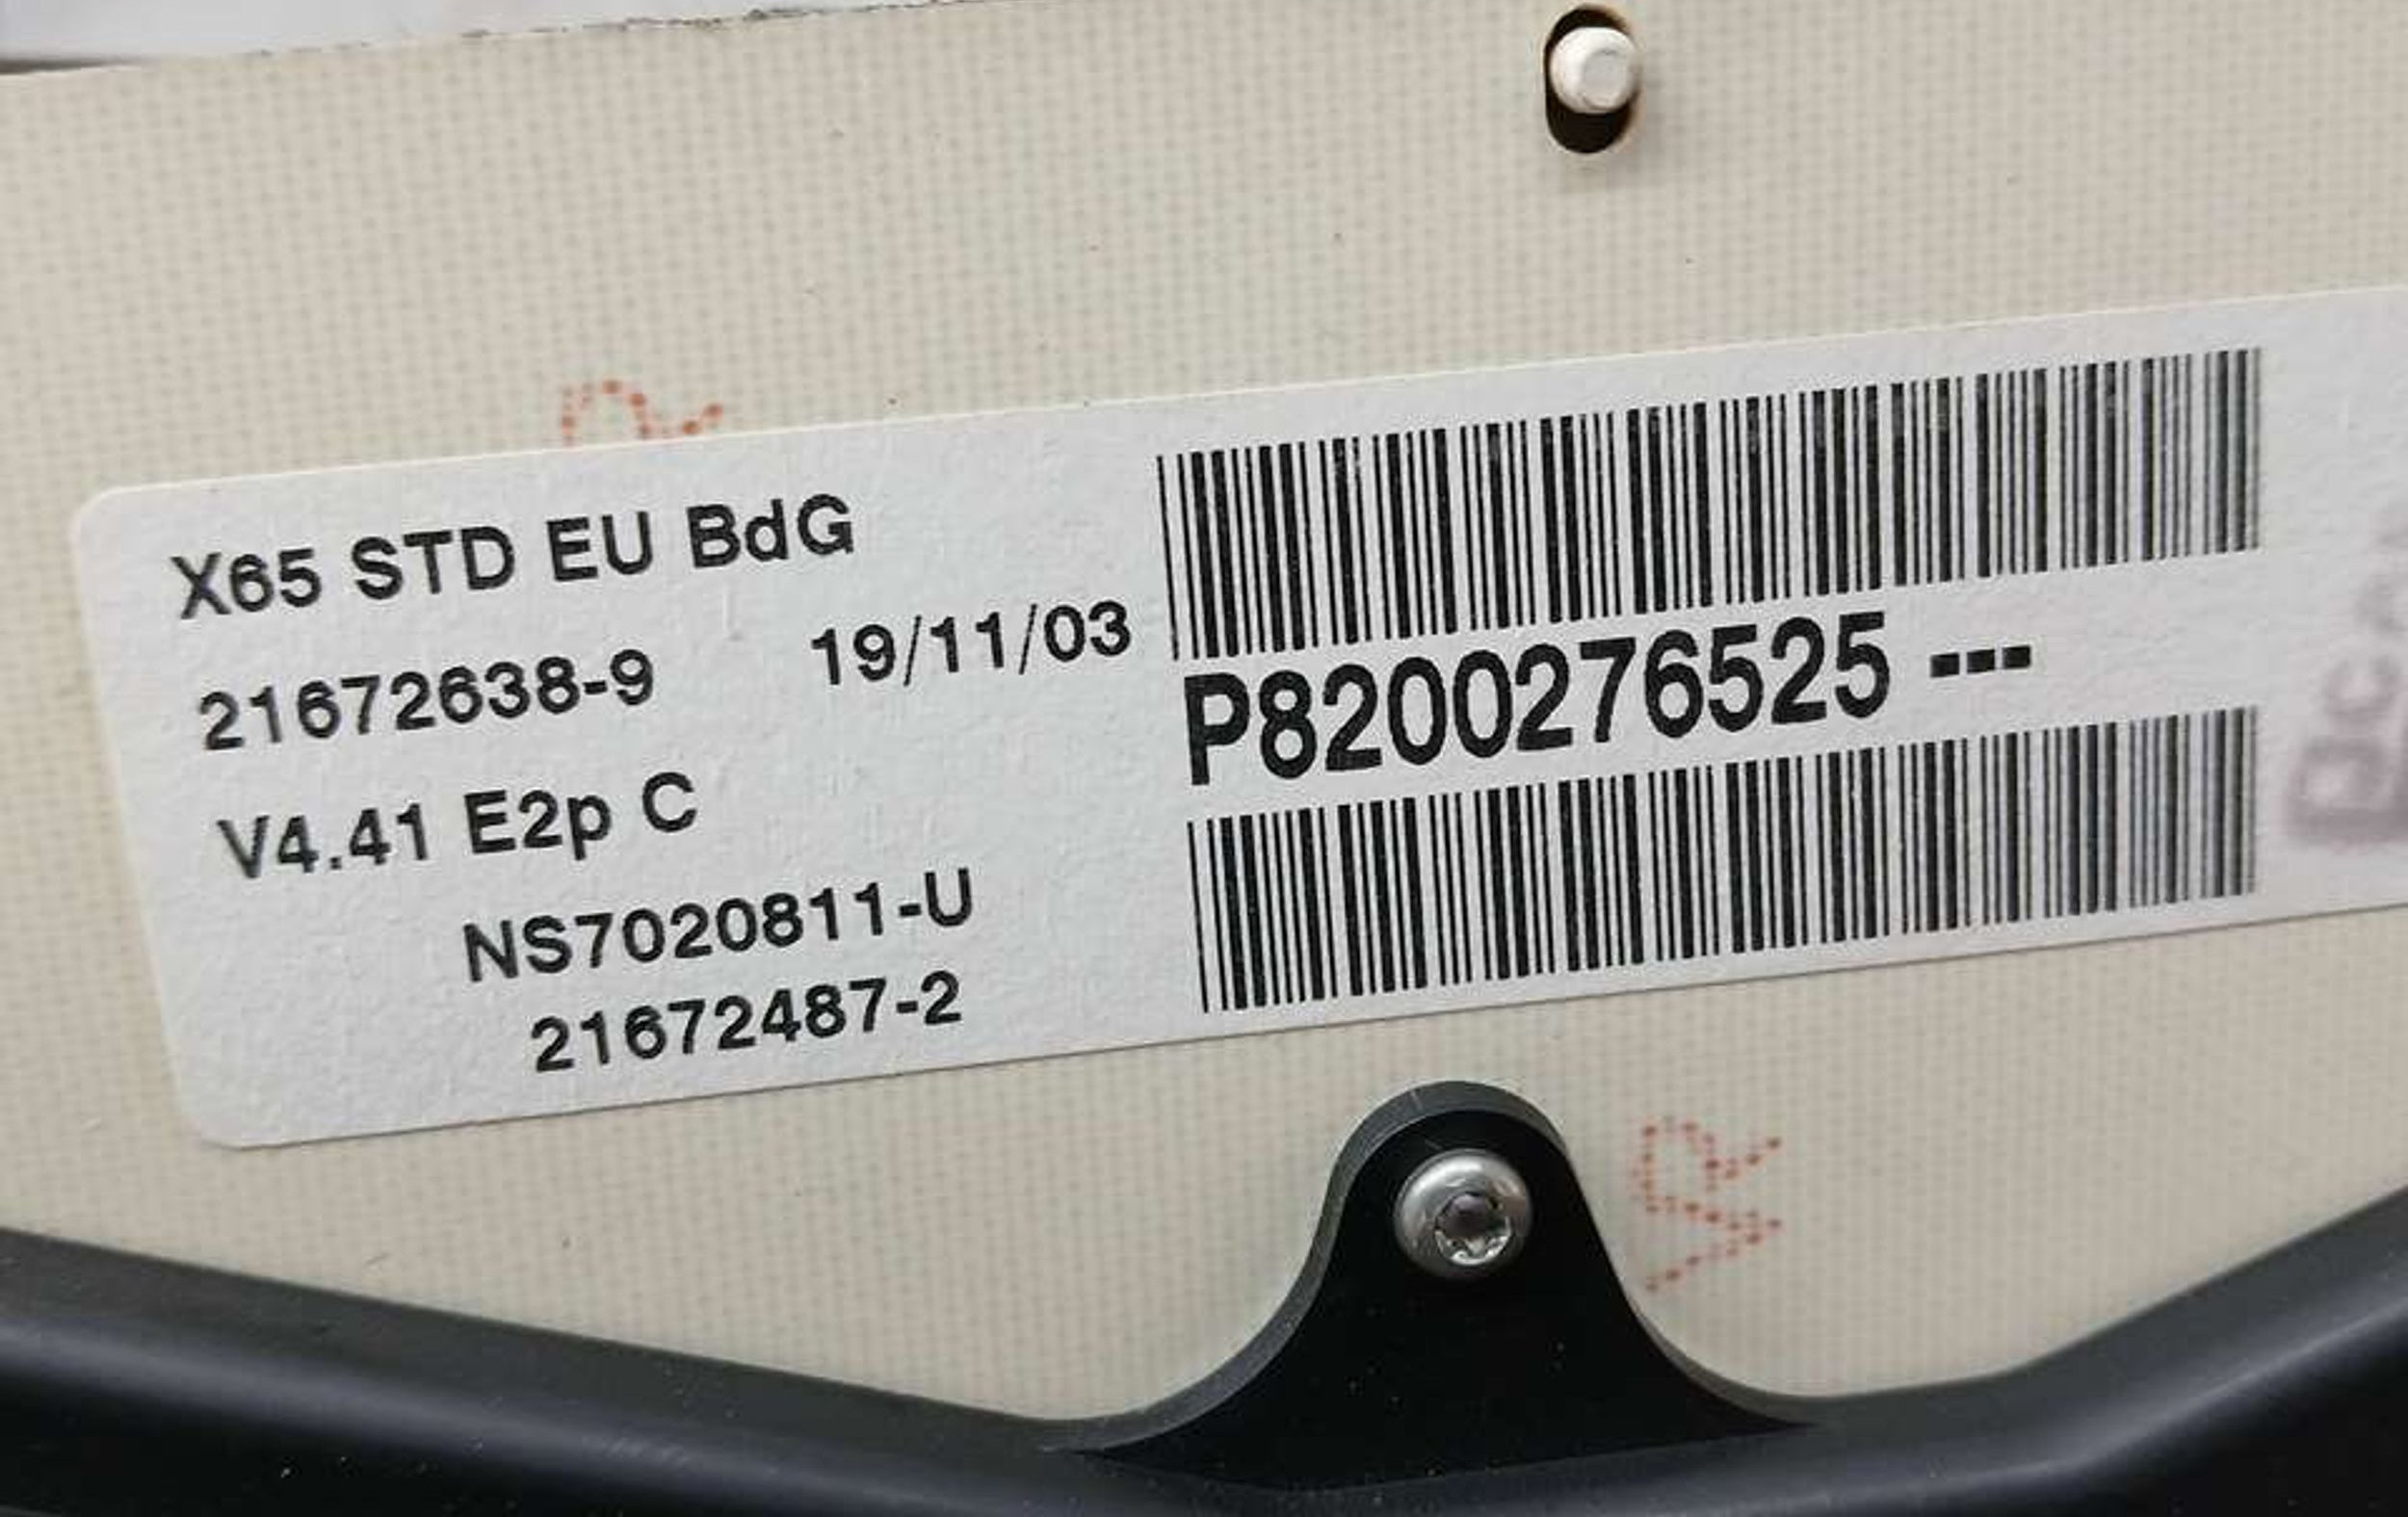 X65 STD EU BdG
21672638-9 19/11/03
V4.41 E2p C
NS7020811-U
21672487-2
P8200276525 ---